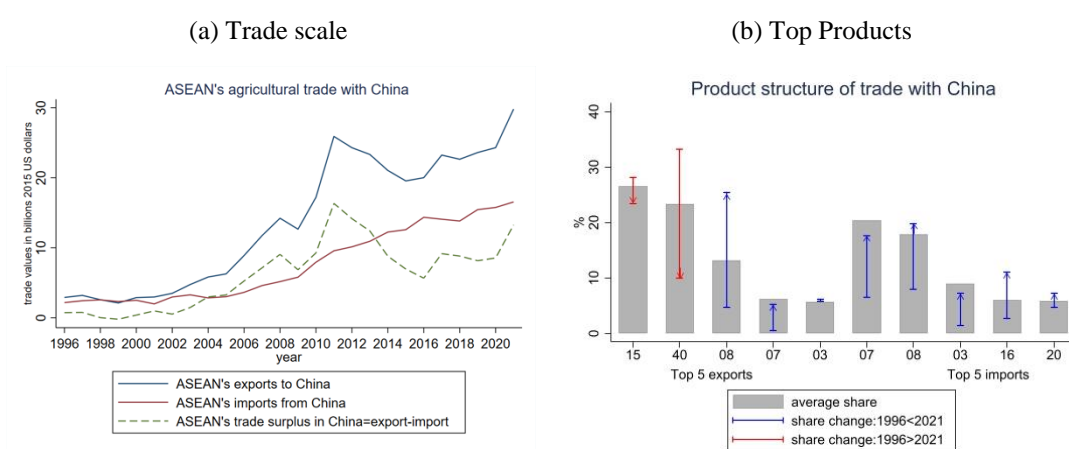 (a) Trade scale
ASEAN's agricultural trade with China
trade values in billions 2015 US dollars
30
20
10
0
1996 1998 2000 2002 2004 2006 2008 2010 2012 2014 2016 2018 2020
year
ASEAN's exports to China
ASEAN's imports from China
ASEAN's trade surplus in China=export-import
(b) Top Products
Product structure of trade with China
%
40
30
20
10
0
15 40 08 07 03 07 08 03 16 20
Top 5 exports Top 5 imports
average share
share change:1996<2021
share change:1996>2021